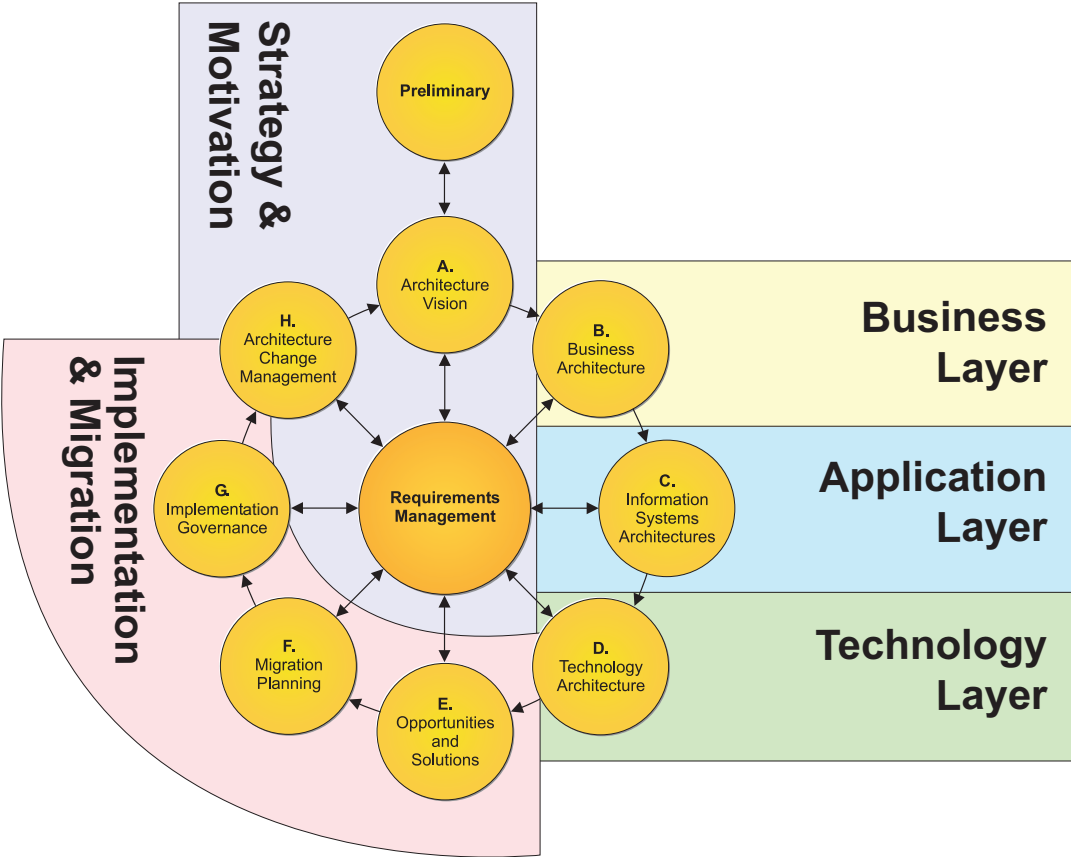 Strategy &
Motivation
Preliminary
A.
Architecture
Vision
H.
Architecture
Change
Management
B.
Business
Architecture
Business
Layer
Implementation
& Migration
G.
Implementation
Governance
Requirements
Management
C.
Information
Systems
Architectures
Application
Layer
F.
Migration
Planning
D.
Technology
Architecture
Technology
Layer
E.
Opportunities
and
Solutions